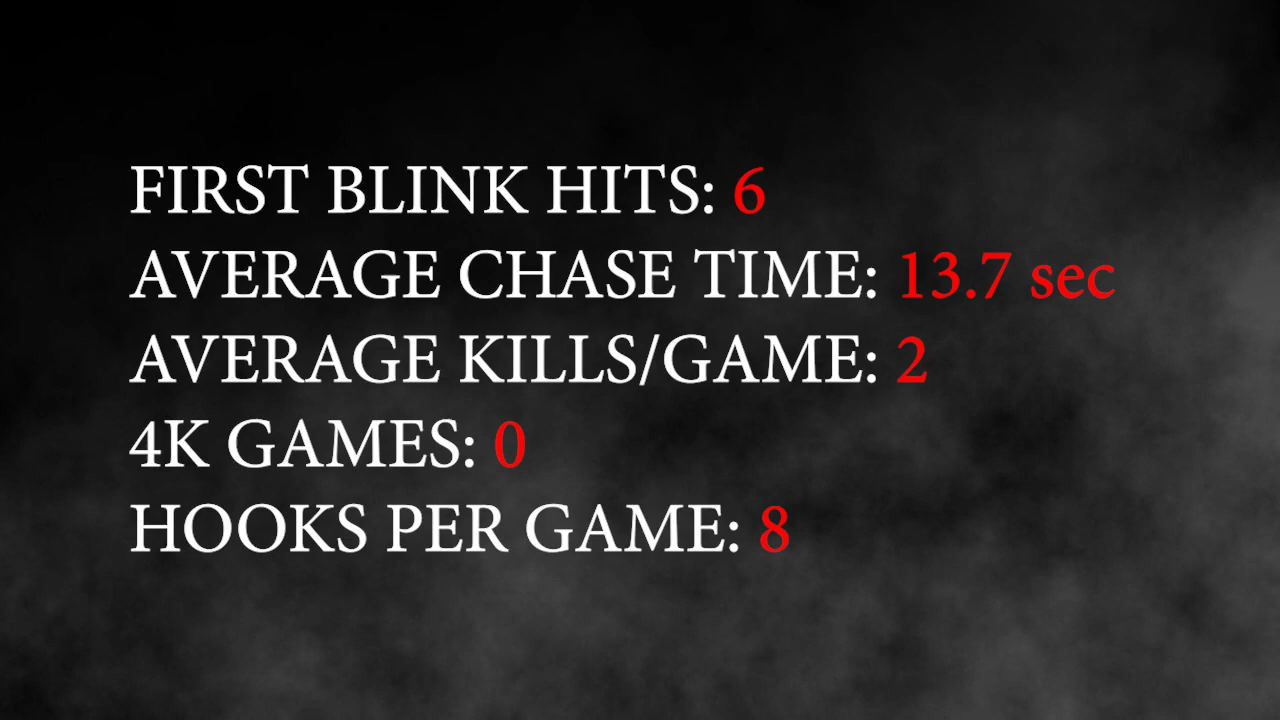 FIRST BLINK HITS: 6
AVERAGE CHASE TIME: 13.7 sec
AVERAGE KILLS/GAME: 2
4K GAMES: 0
HOOKS PER GAME: 8